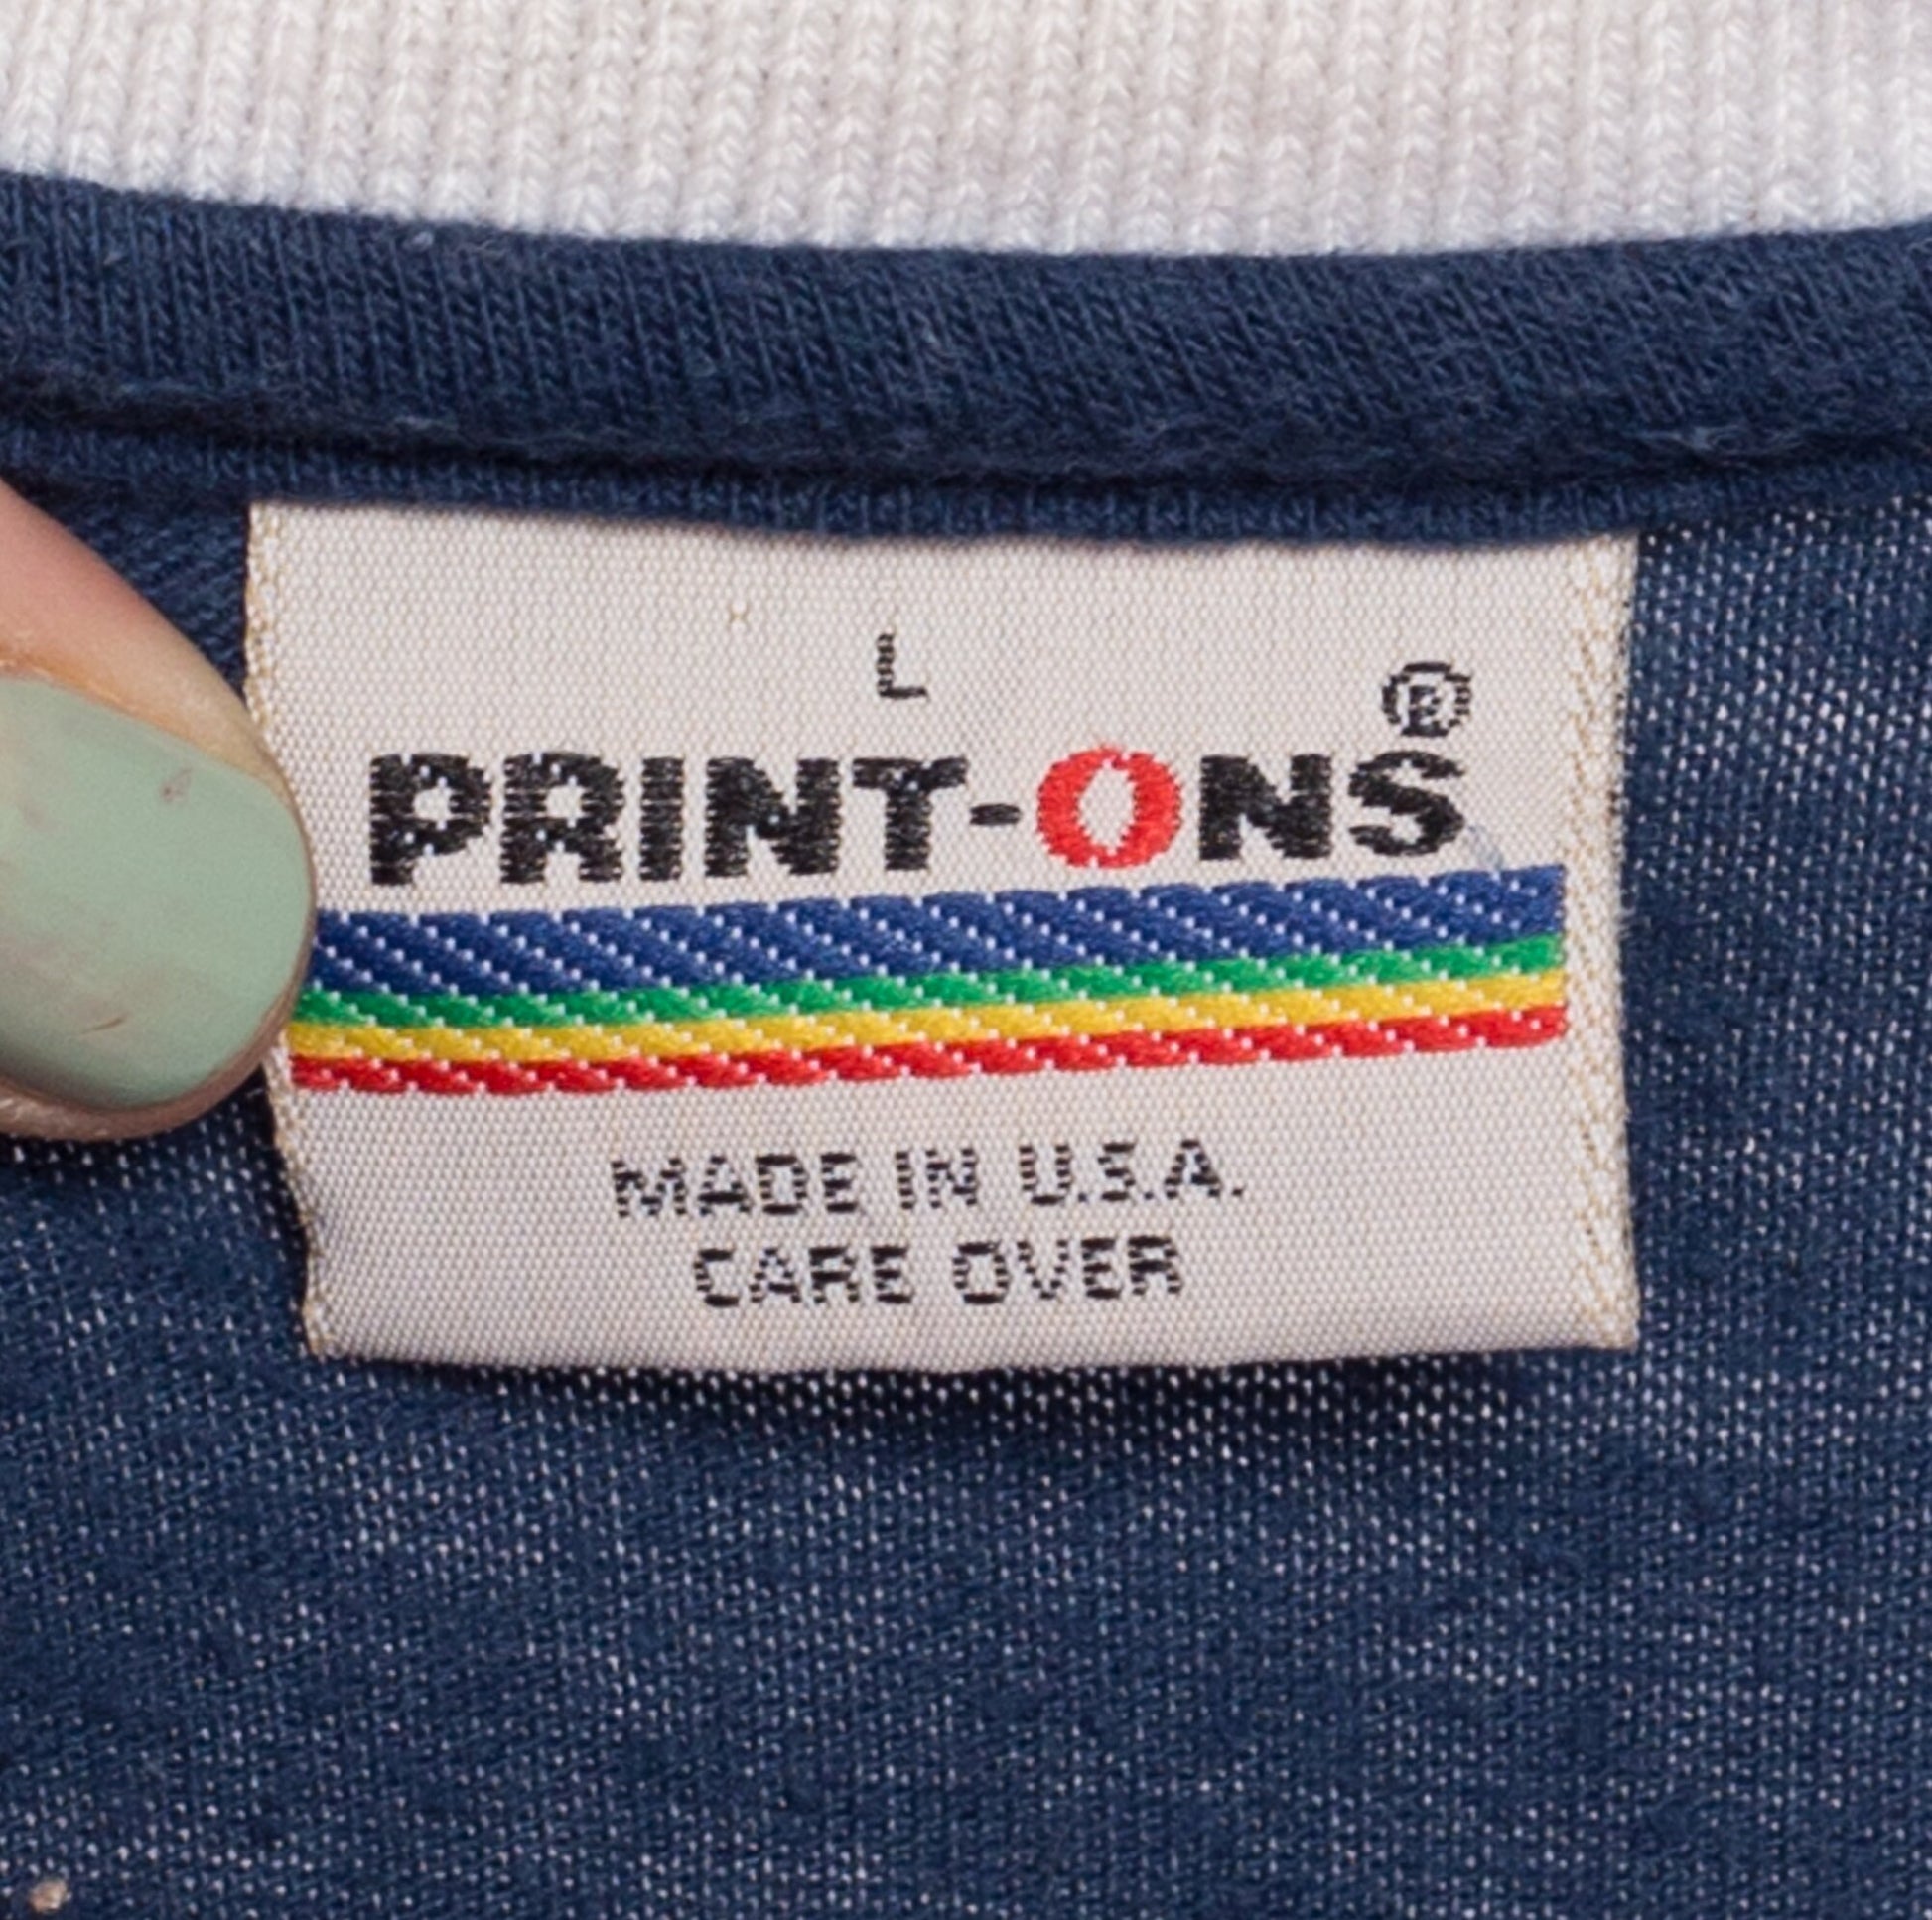 L
PRINT-ONS®
MADE IN U.S.A.
CARE OVER